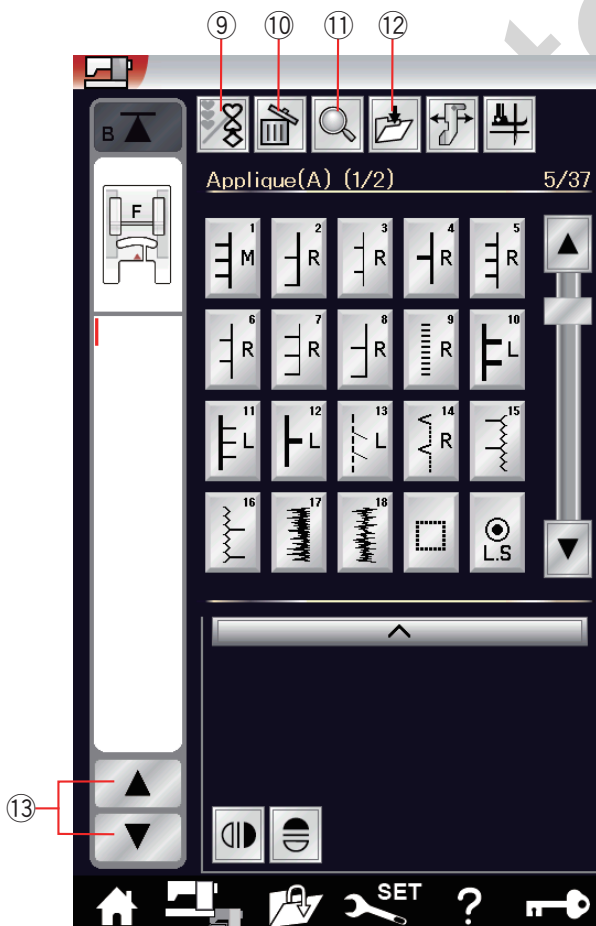 ⑨ ⑩ ⑪ ⑫
B
F
Applique(A) (1/2) 5/37
1 M 2 R 3 R 4 R 5 R
6 R 7 R 8 R 9 R 10 L
11 L 12 L 13 L 14 R 15
16 17 18 L.S
⑬
SET ?